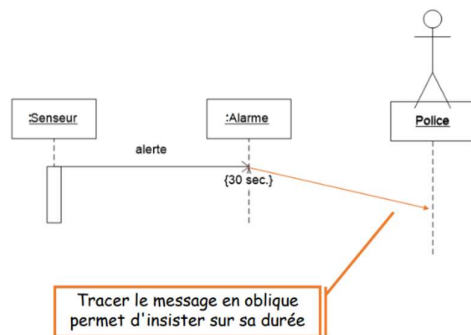 :Senseur
:Alarme
Police
alerte
{30 sec.}
Tracer le message en oblique
permet d'insister sur sa durée